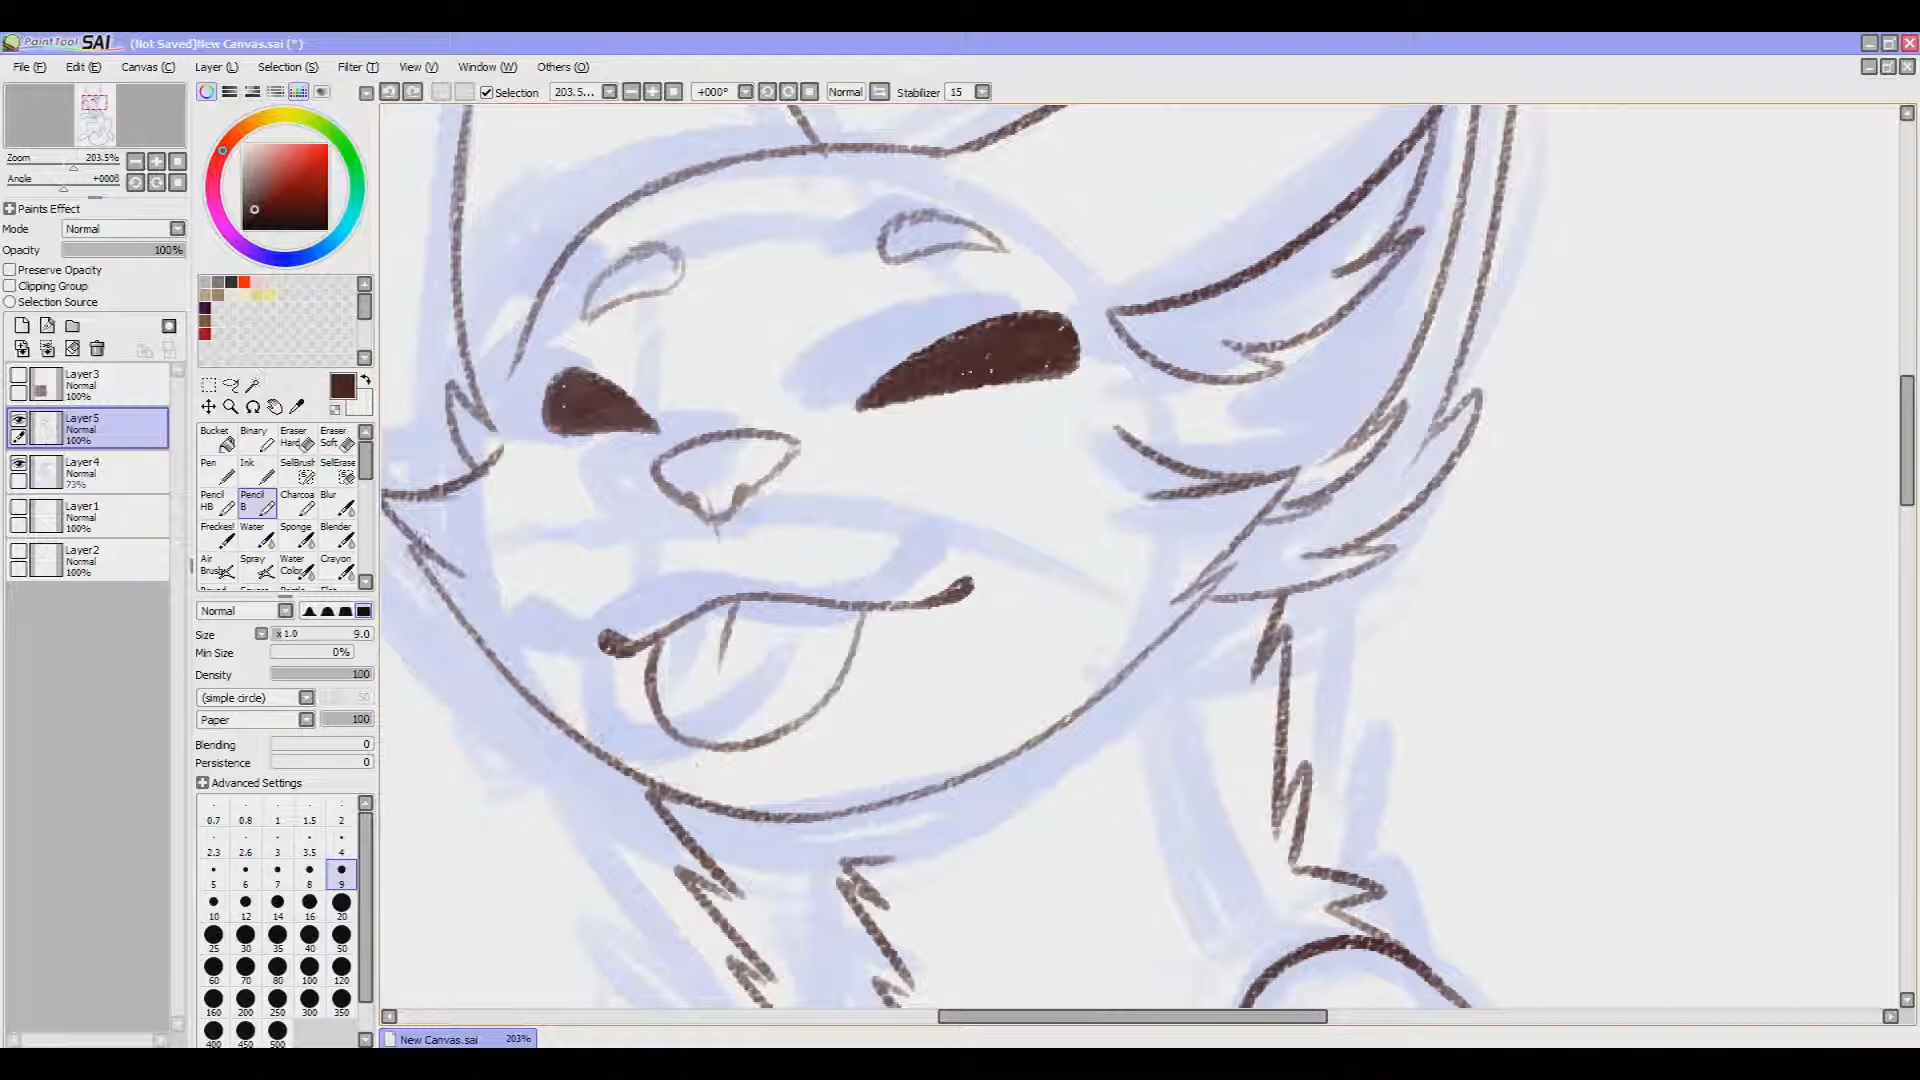 PaintTool SAI (Not Saved)New Canvas.sai (*)
File (F) Edit (E) Canvas (C) Layer (L) Selection (S) Filter (T) View (V) Window (W) Others (O)
Selection 203.5... +000° Normal Stabilizer 15
Zoom 203.5%
Angle +000θ
Paints Effect
Mode Normal
Opacity 100%
Preserve Opacity
Clipping Group
Selection Source
Layer3
Normal
100%
Layer5
Normal
100%
Layer4
Normal
73%
Layer1
Normal
100%
Layer2
Normal
100%
Bucket Binary Eraser Hard Eraser Soft
Pen Ink SelBrush SelErase
Pencil HB Pencil B Charcoa Blur
Freckes! Water Sponge Blender
Air Brush Spray Water Color Crayon
Normal
Size x 1.0 9.0
Min Size 0%
Density 100
(simple circle) 50
Paper 100
Blending 0
Persistence 0
Advanced Settings
0.7 0.8 1 1.5 2
2.3 2.6 3 3.5 4
5 6 7 8 9
10 12 14 16 20
25 30 35 40 50
60 70 80 100 120
160 200 250 300 350
400 450 500
New Canvas.sai 203%